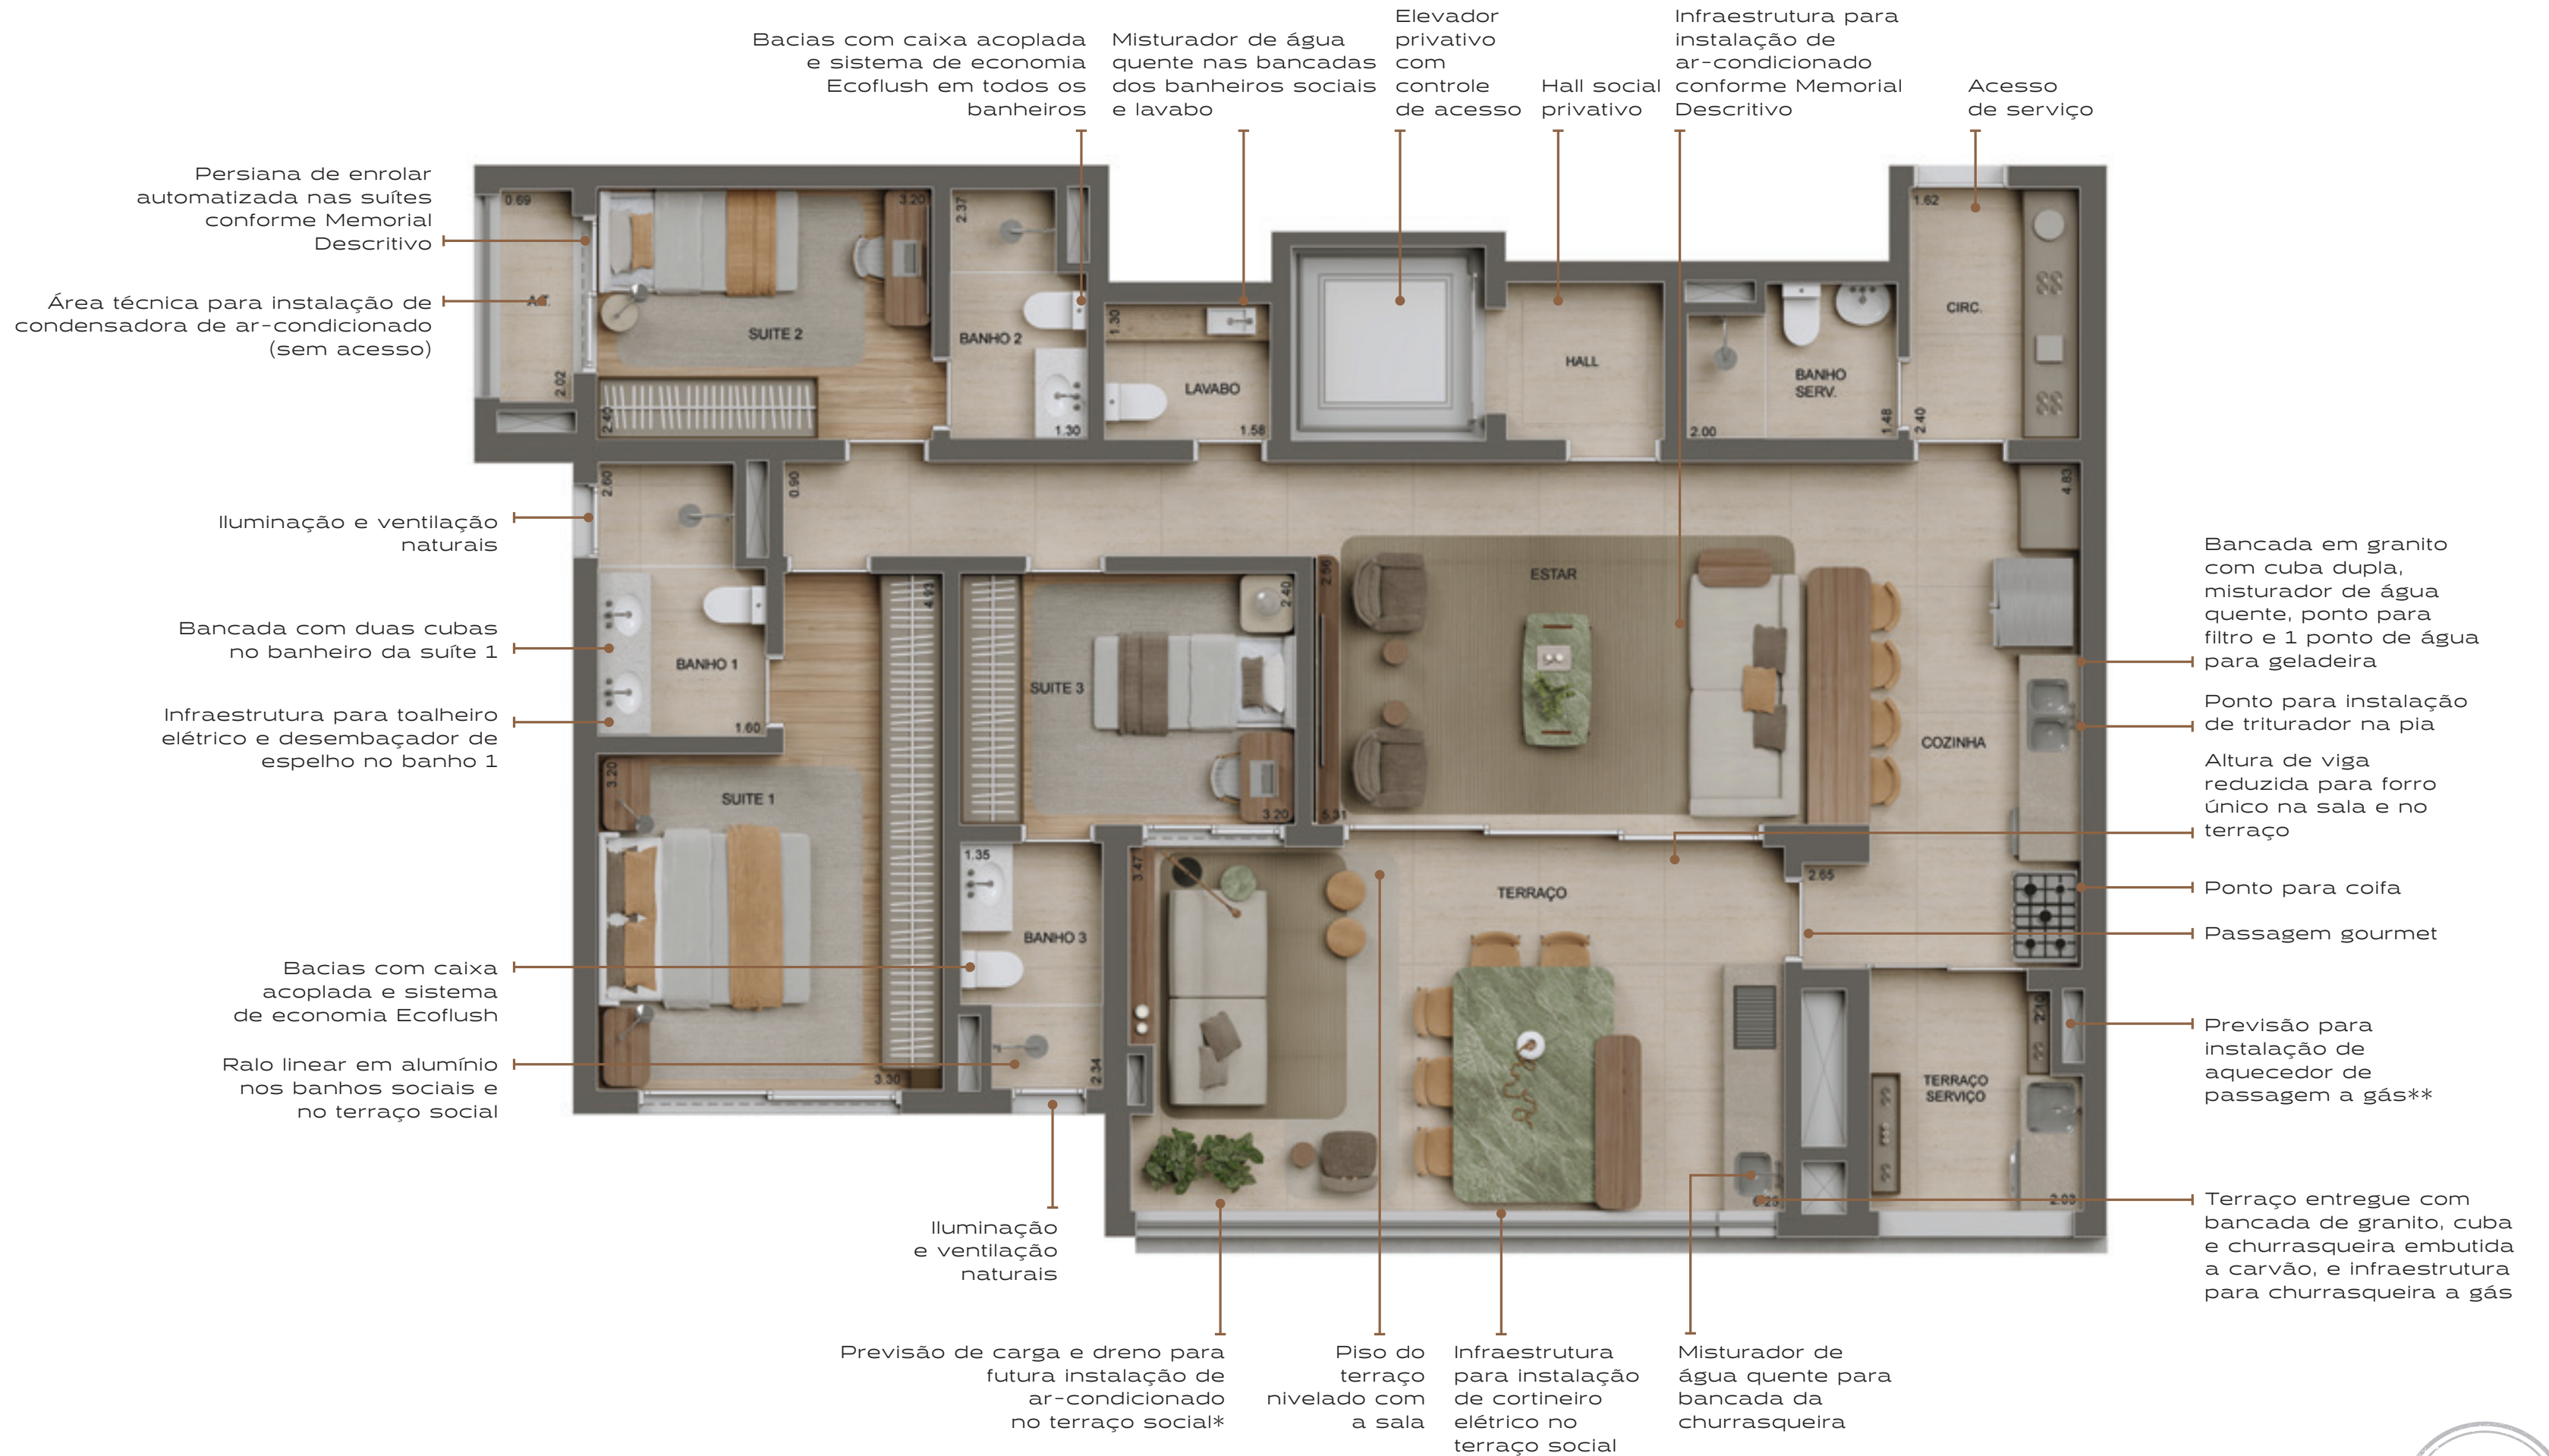 Bacias com caixa acoplada
e sistema de economia
Ecoflush em todos os
banheiros
Misturador de água
quente nas bancadas
dos banheiros sociais
e lavabo
Elevador
privativo
com
controle
de acesso
Hall social
privativo
Infraestrutura para
instalação de
ar-condicionado
conforme Memorial
Descritivo
Acesso
de serviço
Persiana de enrolar
automatizada nas suítes
conforme Memorial
Descritivo
Área técnica para instalação de
condensadora de ar-condicionado
(sem acesso)
Iluminação e ventilação
naturais
Bancada com duas cubas
no banheiro da suíte 1
Infraestrutura para toalheiro
elétrico e desembaçador de
espelho no banho 1
Bacias com caixa
acoplada e sistema
de economia Ecoflush
Ralo linear em alumínio
nos banhos sociais e
no terraço social
0.69
2.02
3.20
SUITE 2
2.40
2.37
BANHO 2
1.30
1.30
LAVABO
1.58
HALL
BANHO
SERV.
2.00
1.48
1.62
CIRC.
2.40
2.60
0.90
4.83
BANHO 1
1.60
4.93
3.20
SUITE 1
3.30
2.40
SUITE 3
3.20
2.56
ESTAR
5.31
COZINHA
1.35
BANHO 3
2.34
3.47
TERRAÇO
2.65
6.25
2.10
TERRAÇO
SERVIÇO
2.03
Bancada em granito
com cuba dupla,
misturador de água
quente, ponto para
filtro e 1 ponto de água
para geladeira
Ponto para instalação
de triturador na pia
Altura de viga
reduzida para forro
único na sala e no
terraço
Ponto para coifa
Passagem gourmet
Previsão para
instalação de
aquecedor de
passagem a gás**
Terraço entregue com
bancada de granito, cuba
e churrasqueira embutida
a carvão, e infraestrutura
para churrasqueira a gás
Iluminação
e ventilação
naturais
Previsão de carga e dreno para
futura instalação de
ar-condicionado
no terraço social*
Piso do
terraço
nivelado com
a sala
Infraestrutura
para instalação
de cortineiro
elétrico no
terraço social
Misturador de
água quente para
bancada da
churrasqueira